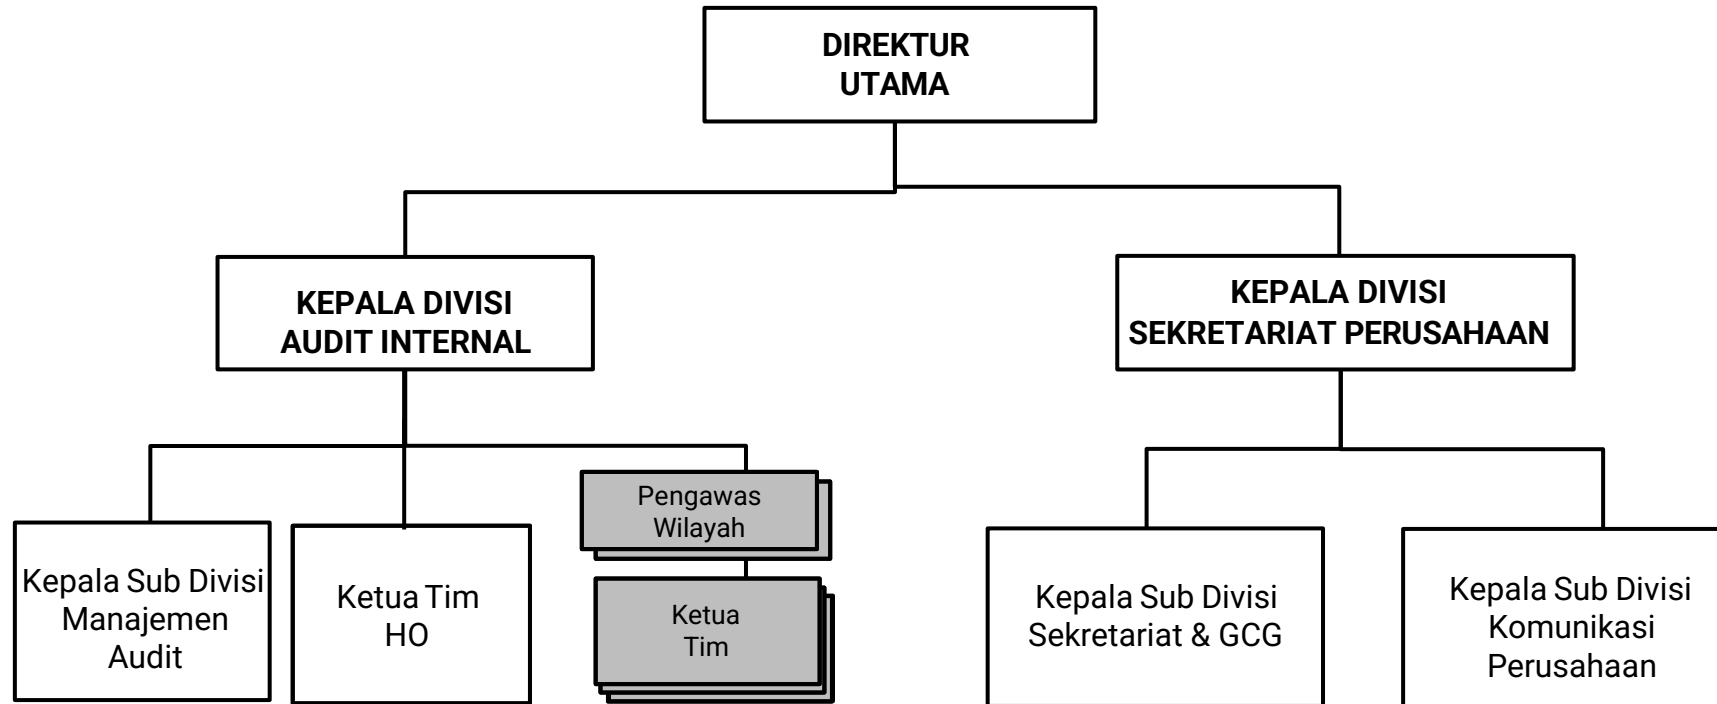 DIREKTUR
UTAMA
KEPALA DIVISI
AUDIT INTERNAL
KEPALA DIVISI
SEKRETARIAT PERUSAHAAN
Kepala Sub Divisi
Manajemen
Audit
Ketua Tim
HO
Pengawas
Wilayah
Ketua
Tim
Kepala Sub Divisi
Sekretariat & GCG
Kepala Sub Divisi
Komunikasi
Perusahaan